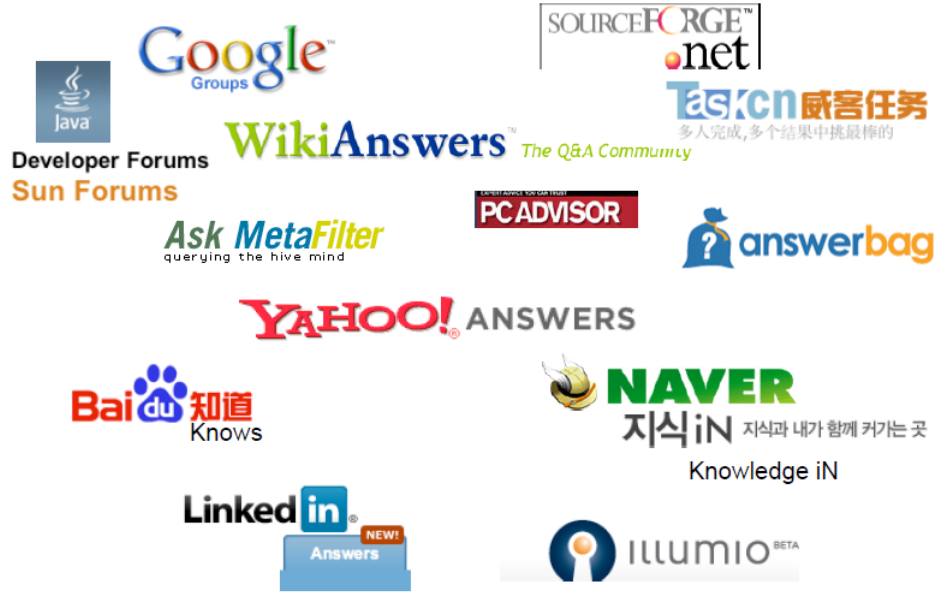 Google™
Groups
SOURCEFORGE™
.net
Java
Developer Forums
Sun Forums
WikiAnswers™ The Q&A Community
Taskcn 威客任务
多人完成,多个结果中挑最棒的
Ask MetaFilter
querying the hive mind
EXPERT ADVICE YOU CAN TRUST
PC ADVISOR
answerbag
?
YAHOO!® ANSWERS
Bai du 知道
Knows
NAVER
지식iN 지식과 내가 함께 커가는 곳
Knowledge iN
Linked in®
NEW!
Answers
ILLUMIO BETA